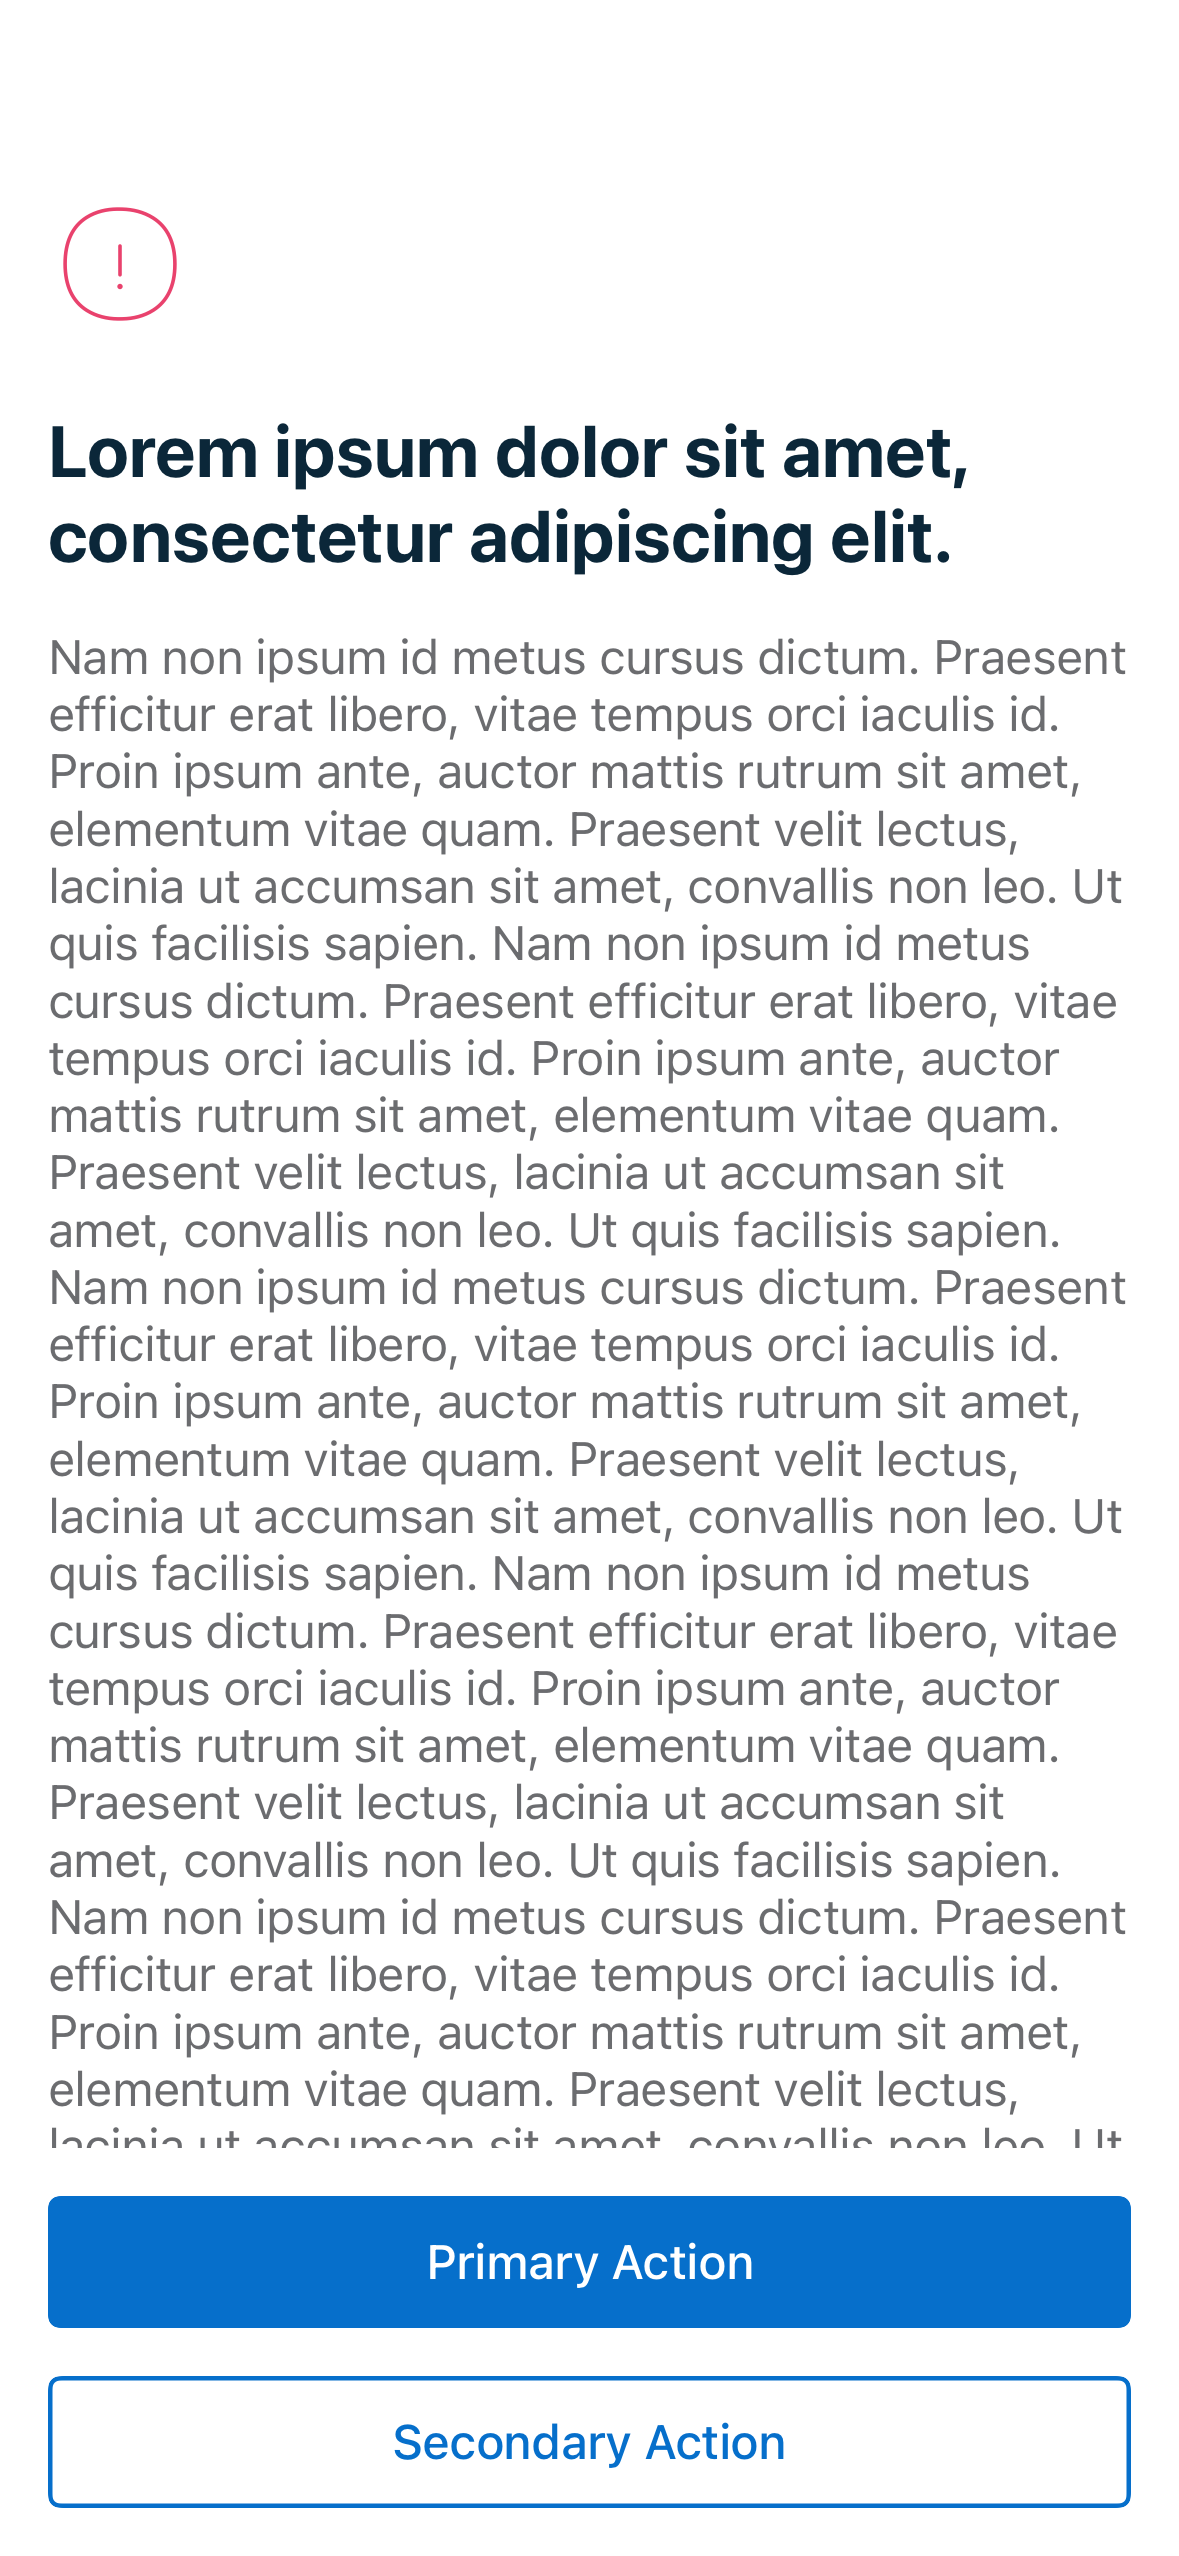 !
Lorem ipsum dolor sit amet,
consectetur adipiscing elit.
Nam non ipsum id metus cursus dictum. Praesent
efficitur erat libero, vitae tempus orci iaculis id.
Proin ipsum ante, auctor mattis rutrum sit amet,
elementum vitae quam. Praesent velit lectus,
lacinia ut accumsan sit amet, convallis non leo. Ut
quis facilisis sapien. Nam non ipsum id metus
cursus dictum. Praesent efficitur erat libero, vitae
tempus orci iaculis id. Proin ipsum ante, auctor
mattis rutrum sit amet, elementum vitae quam.
Praesent velit lectus, lacinia ut accumsan sit
amet, convallis non leo. Ut quis facilisis sapien.
Nam non ipsum id metus cursus dictum. Praesent
efficitur erat libero, vitae tempus orci iaculis id.
Proin ipsum ante, auctor mattis rutrum sit amet,
elementum vitae quam. Praesent velit lectus,
lacinia ut accumsan sit amet, convallis non leo. Ut
quis facilisis sapien. Nam non ipsum id metus
cursus dictum. Praesent efficitur erat libero, vitae
tempus orci iaculis id. Proin ipsum ante, auctor
mattis rutrum sit amet, elementum vitae quam.
Praesent velit lectus, lacinia ut accumsan sit
amet, convallis non leo. Ut quis facilisis sapien.
Nam non ipsum id metus cursus dictum. Praesent
efficitur erat libero, vitae tempus orci iaculis id.
Proin ipsum ante, auctor mattis rutrum sit amet,
elementum vitae quam. Praesent velit lectus,
lacinia ut accumsan sit amet, convallis non leo. Ut
Primary Action
Secondary Action